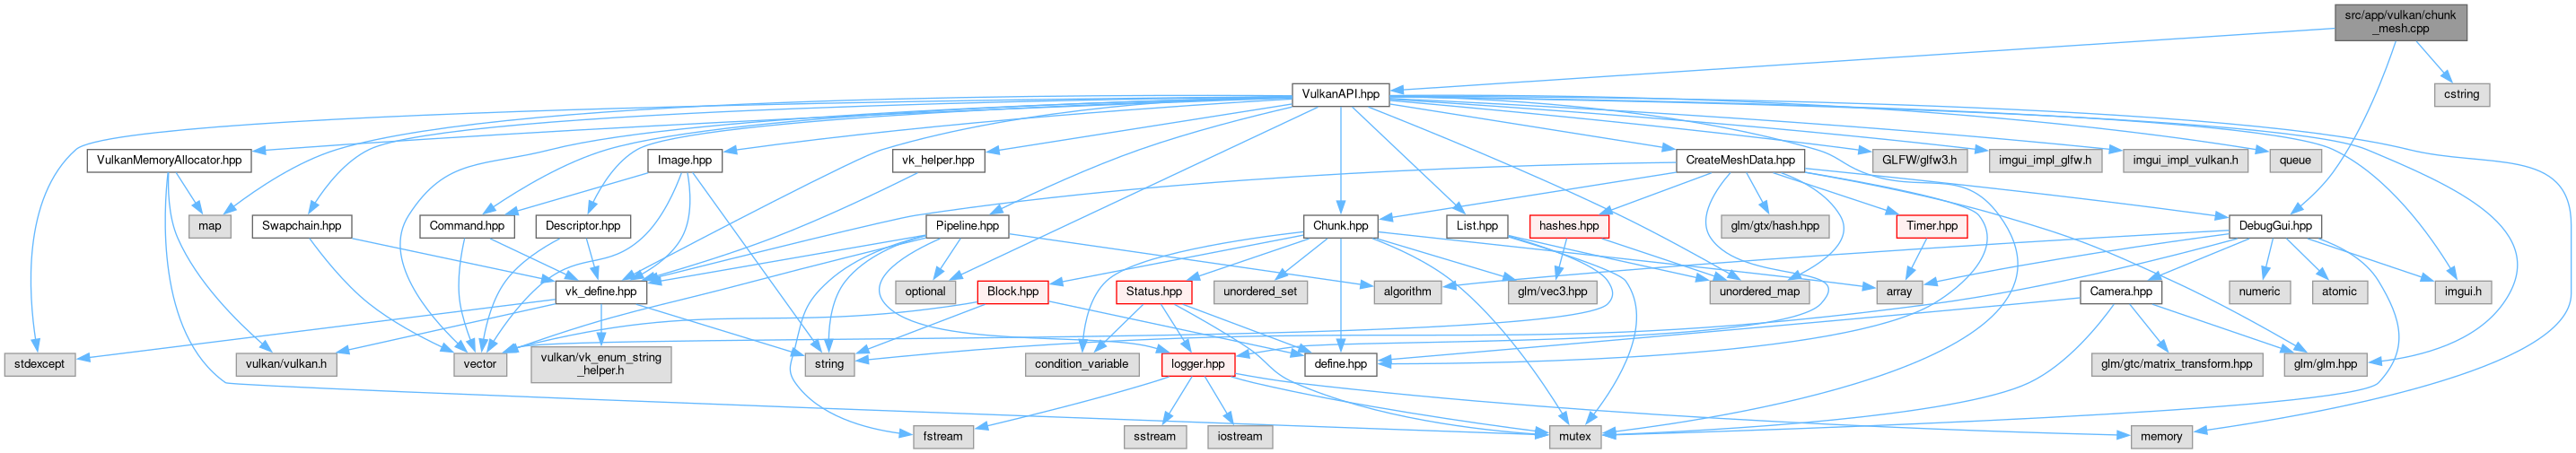 src/app/vulkan/chunk
_mesh.cpp
VulkanAPI.hpp
cstring
VulkanMemoryAllocator.hpp
Image.hpp
vk_helper.hpp
CreateMeshData.hpp
GLFW/glfw3.h
imgui_impl_glfw.h
imgui_impl_vulkan.h
queue
map
Swapchain.hpp
Command.hpp
Descriptor.hpp
Pipeline.hpp
Chunk.hpp
List.hpp
hashes.hpp
glm/gtx/hash.hpp
Timer.hpp
DebugGui.hpp
vk_define.hpp
optional
Block.hpp
Status.hpp
unordered_set
algorithm
glm/vec3.hpp
unordered_map
array
Camera.hpp
numeric
atomic
imgui.h
stdexcept
vulkan/vulkan.h
vector
vulkan/vk_enum_string
_helper.h
string
condition_variable
logger.hpp
define.hpp
glm/gtc/matrix_transform.hpp
glm/glm.hpp
fstream
sstream
iostream
mutex
memory